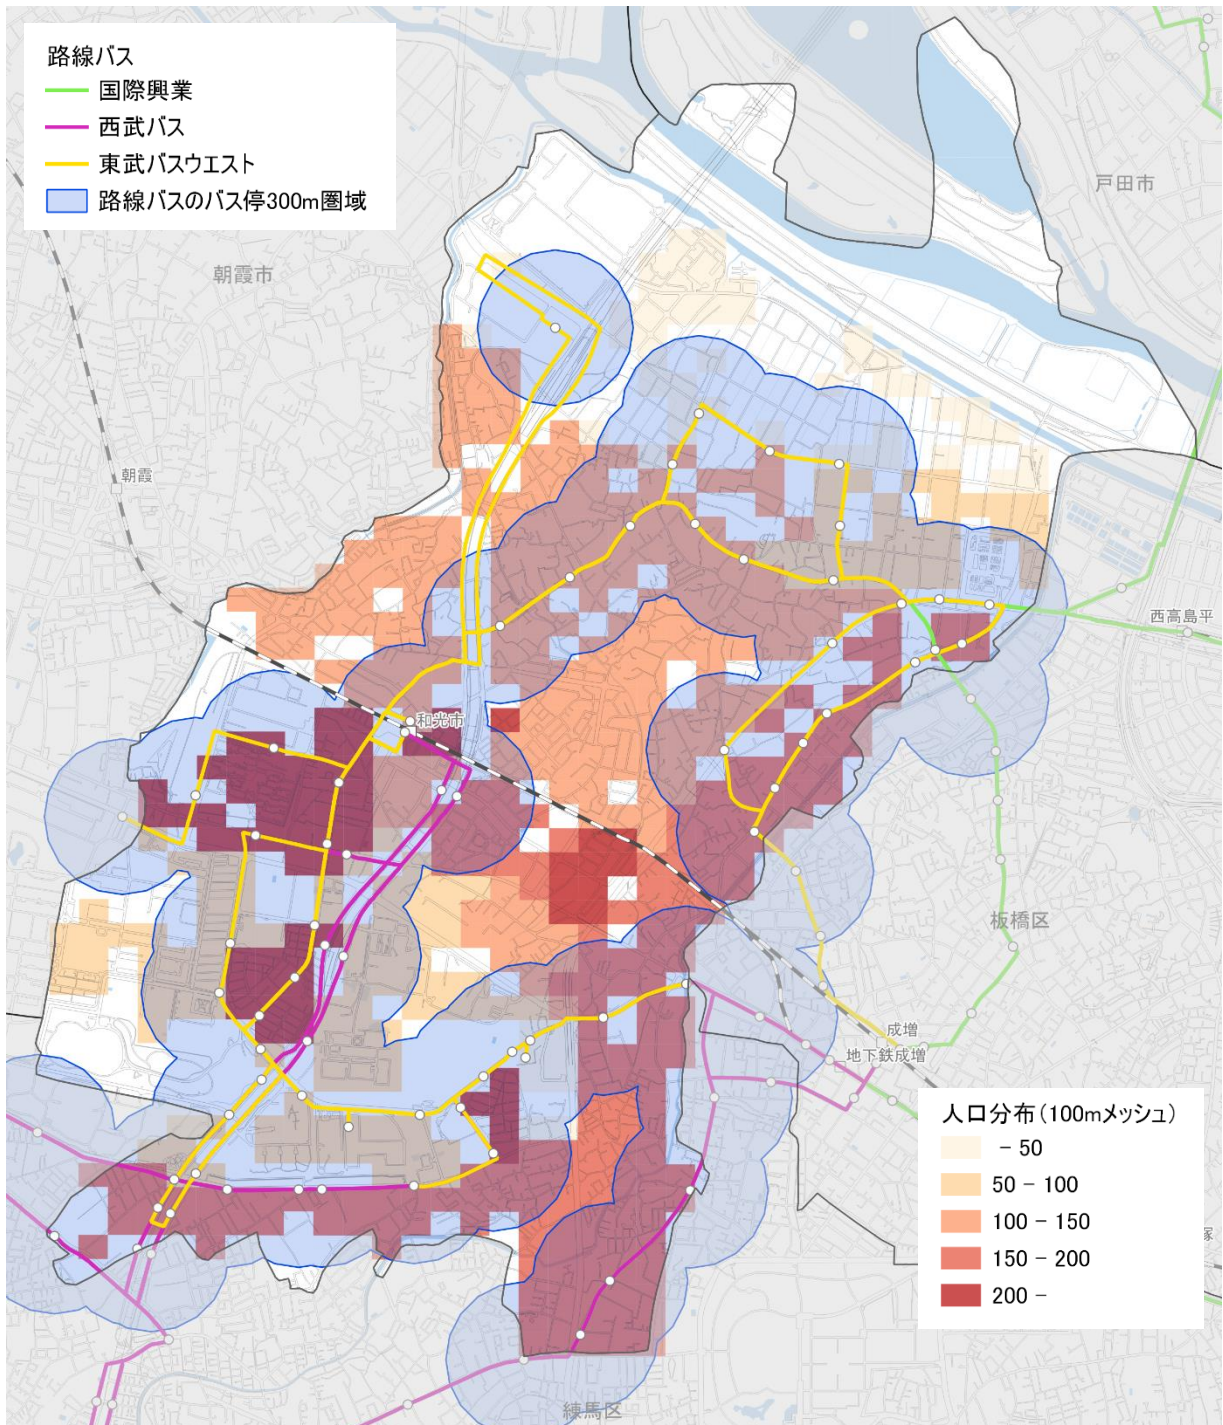 路線バス
国際興業
西武バス
東武バスウエスト
路線バスのバス停300m圏域
戸田市
朝霞市
朝霞
西高島平
和光市
板橋区
成増
地下鉄成増
人口分布(100mメッシュ)
- 50
50 - 100
100 - 150
150 - 200
200 -
塚
練馬区